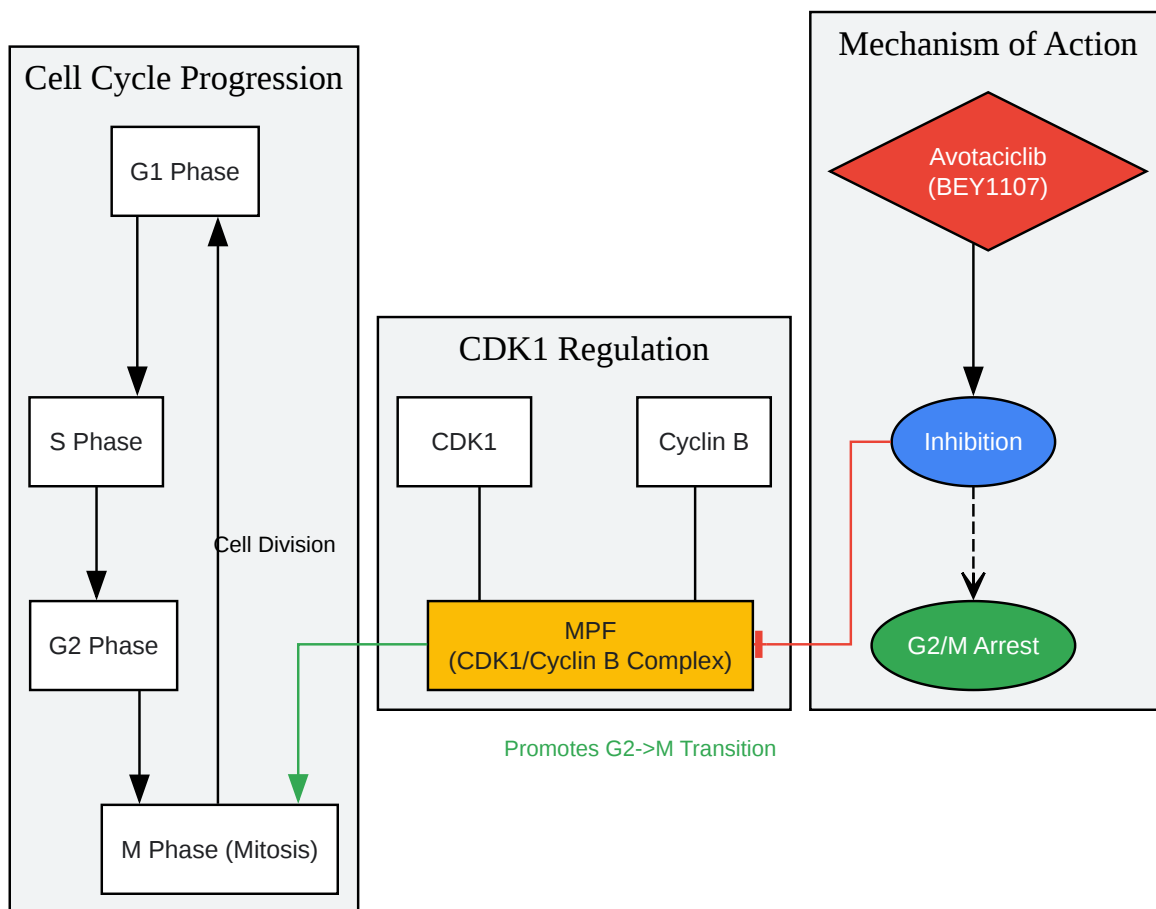 Cell Cycle Progression
G1 Phase
S Phase
Cell Division
G2 Phase
M Phase (Mitosis)
CDK1 Regulation
CDK1
Cyclin B
MPF
(CDK1/Cyclin B Complex)
Promotes G2->M Transition
Mechanism of Action
Avotaciclib
(BEY1107)
Inhibition
G2/M Arrest